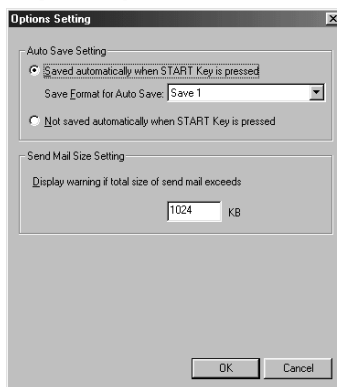 Options Setting
Auto Save Setting
Saved automatically when START Key is pressed
Save Format for Auto Save: Save 1
Not saved automatically when START Key is pressed
Send Mail Size Setting
Display warning if total size of send mail exceeds
1024 KB
OK Cancel